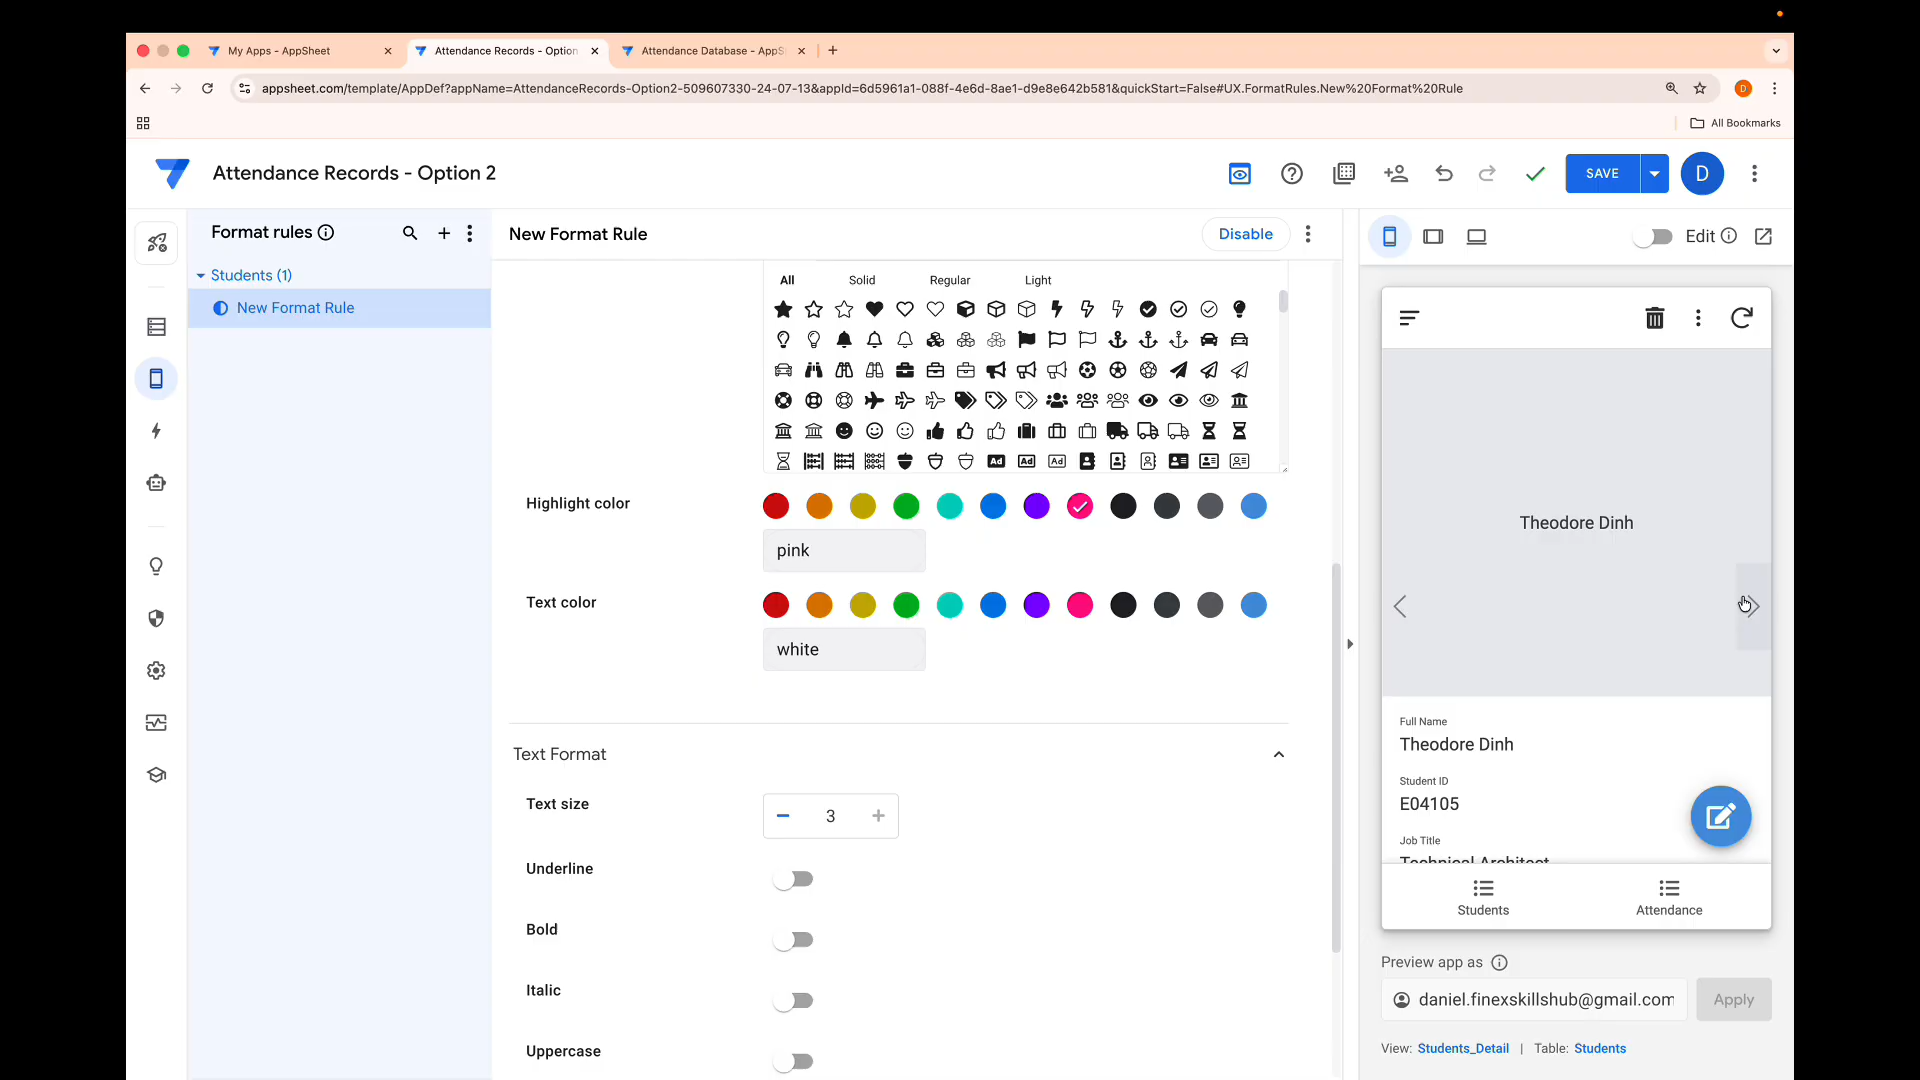 My Apps - AppSheet
Attendance Records - Option
Attendance Database - AppS
appsheet.com/template/AppDef?appName=AttendanceRecords-Option2-509607330-24-07-13&appId=6d5961a1-088f-4e6d-8ae1-d9e8e642b581&quickStart=False#UX.FormatRules.New%20Format%20Rule
D
All Bookmarks
Attendance Records - Option 2
SAVE
D
Format rules
New Format Rule
Disable
Edit
Students (1)
New Format Rule
All Solid Regular Light
Ad Ad Ad
Highlight color
pink
Text color
white
Text Format
Text size
3
Underline
Bold
Italic
Uppercase
Theodore Dinh
Full Name
Theodore Dinh
Student ID
E04105
Job Title
Technical Architect
Students
Attendance
Preview app as
daniel.finexskillshub@gmail.com
Apply
View: Students_Detail | Table: Students